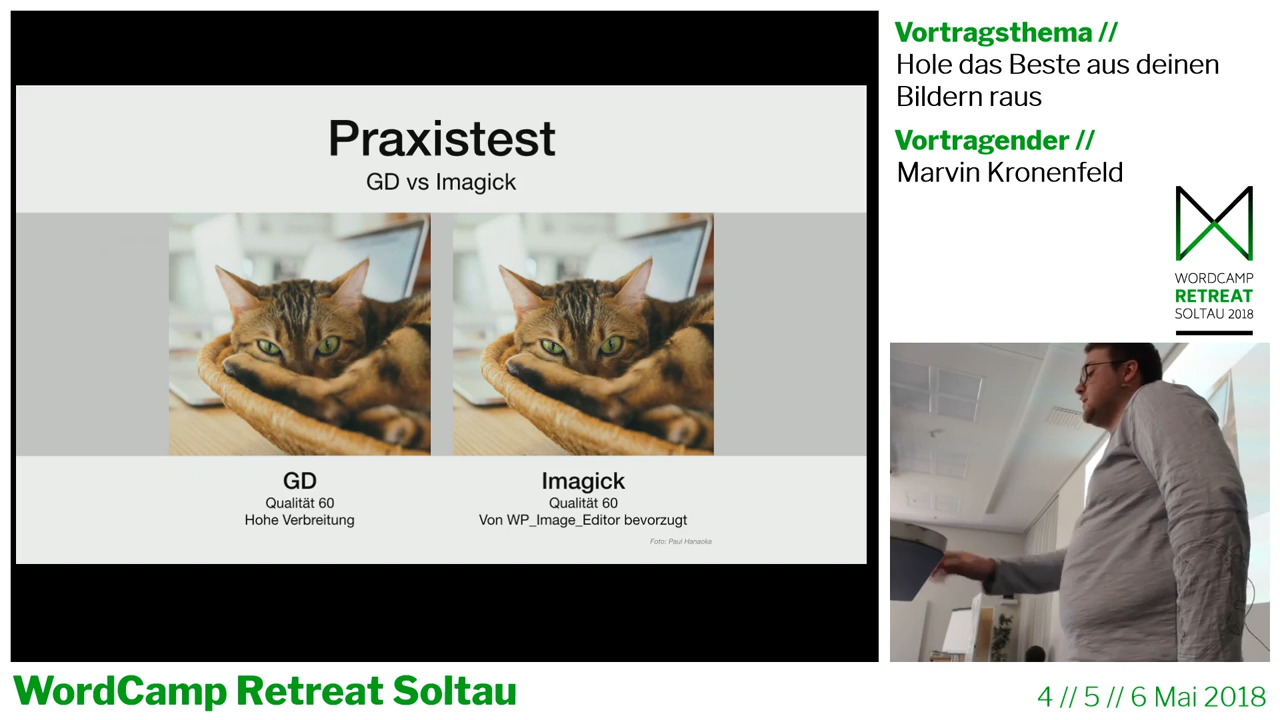 Praxistest
GD vs Imagick
GD
Qualität 60
Hohe Verbreitung
Imagick
Qualität 60
Von WP_Image_Editor bevorzugt
Foto: Paul Hanaoka
Vortragsthema //
Hole das Beste aus deinen
Bildern raus
Vortragender //
Marvin Kronenfeld
WORDCAMP
RETREAT
SOLTAU 2018
WordCamp Retreat Soltau
4 // 5 // 6 Mai 2018